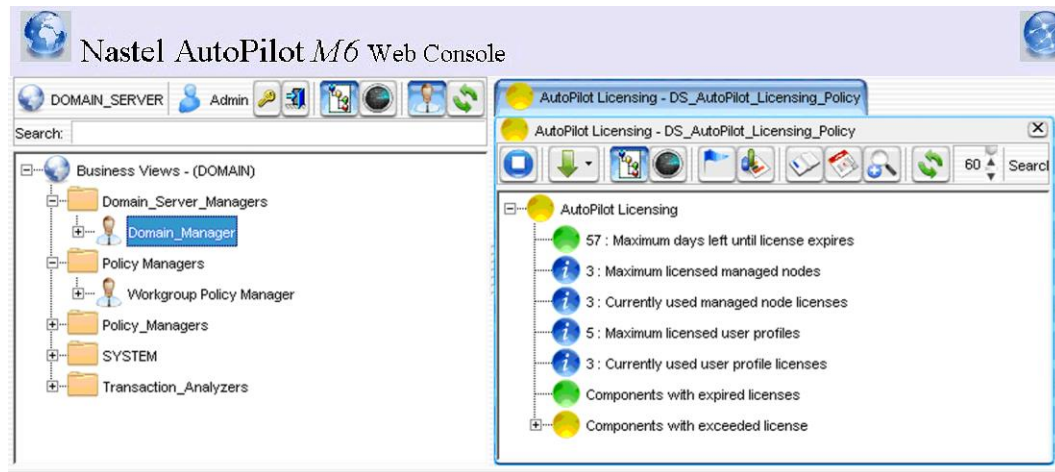 Nastel AutoPilot M6 Web Console
DOMAIN_SERVER Admin
Search:
Business Views - (DOMAIN)
Domain_Server_Managers
Domain_Manager
Policy Managers
Workgroup Policy Manager
Policy_Managers
SYSTEM
Transaction_Analyzers
AutoPilot Licensing - DS_AutoPilot_Licensing_Policy
AutoPilot Licensing - DS_AutoPilot_Licensing_Policy
60 Searcl
AutoPilot Licensing
57 : Maximum days left until license expires
3 : Maximum licensed managed nodes
3 : Currently used managed node licenses
5 : Maximum licensed user profiles
3 : Currently used user profile licenses
Components with expired licenses
Components with exceeded license